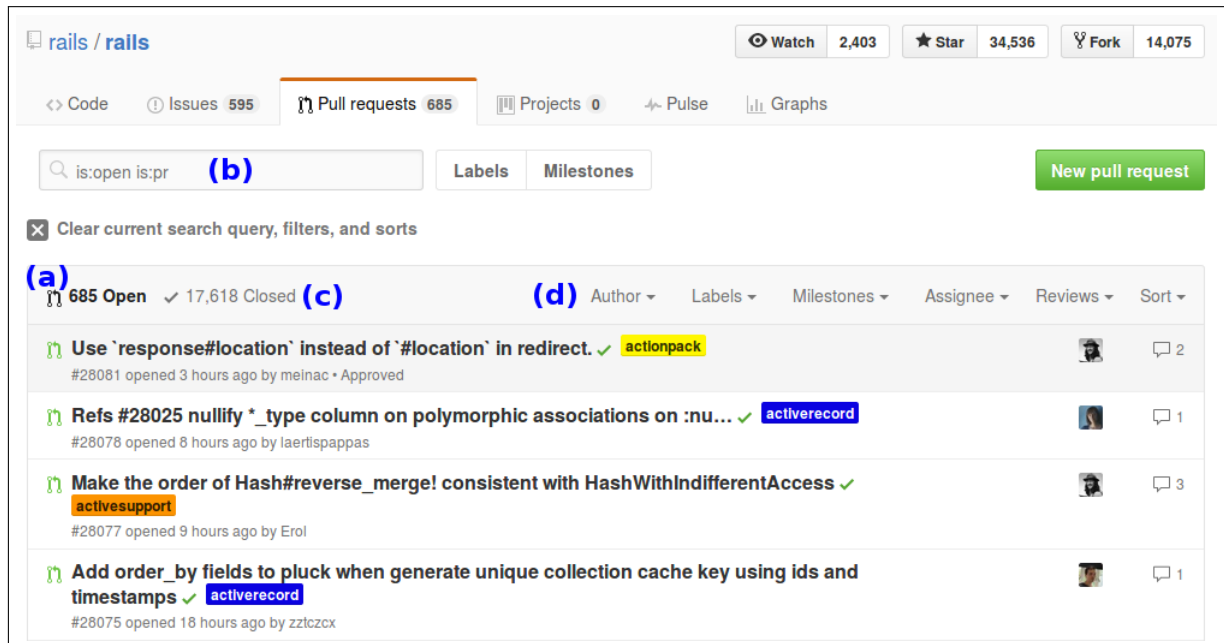 rails / rails Watch 2,403 Star 34,536 Fork 14,075
<> Code Issues 595 Pull requests 685 Projects 0 Pulse Graphs
is:open is:pr (b) Labels Milestones New pull request
Clear current search query, filters, and sorts
(a)
685 Open 17,618 Closed (c) (d) Author Labels Milestones Assignee Reviews Sort
Use `response#location` instead of `#location` in redirect. actionpack 2
#28081 opened 3 hours ago by meinac • Approved
Refs #28025 nullify *_type column on polymorphic associations on :nu… activerecord 1
#28078 opened 8 hours ago by laertispappas
Make the order of Hash#reverse_merge! consistent with HashWithIndifferentAccess 3
activesupport
#28077 opened 9 hours ago by Erol
Add order_by fields to pluck when generate unique collection cache key using ids and 1
timestamps activerecord
#28075 opened 18 hours ago by zztczcx